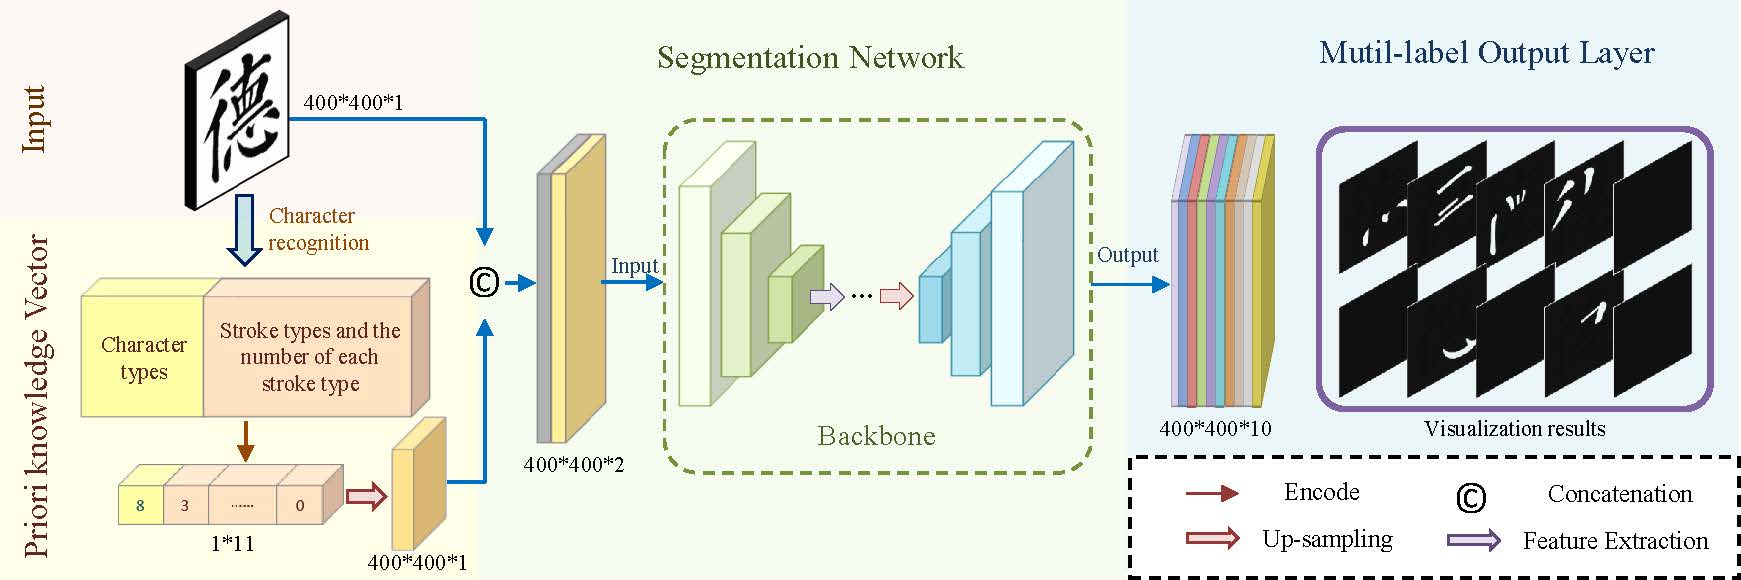 Input
德
400*400*1
Character
recognition
Priori knowledge Vector
Character
types
Stroke types and the
number of each
stroke type
8
3
......
0
1*11
400*400*1
©
400*400*2
Segmentation Network
Input
...
Backbone
Output
Mutil-label Output Layer
400*400*10
Visualization results
Encode
© Concatenation
Up-sampling
Feature Extraction